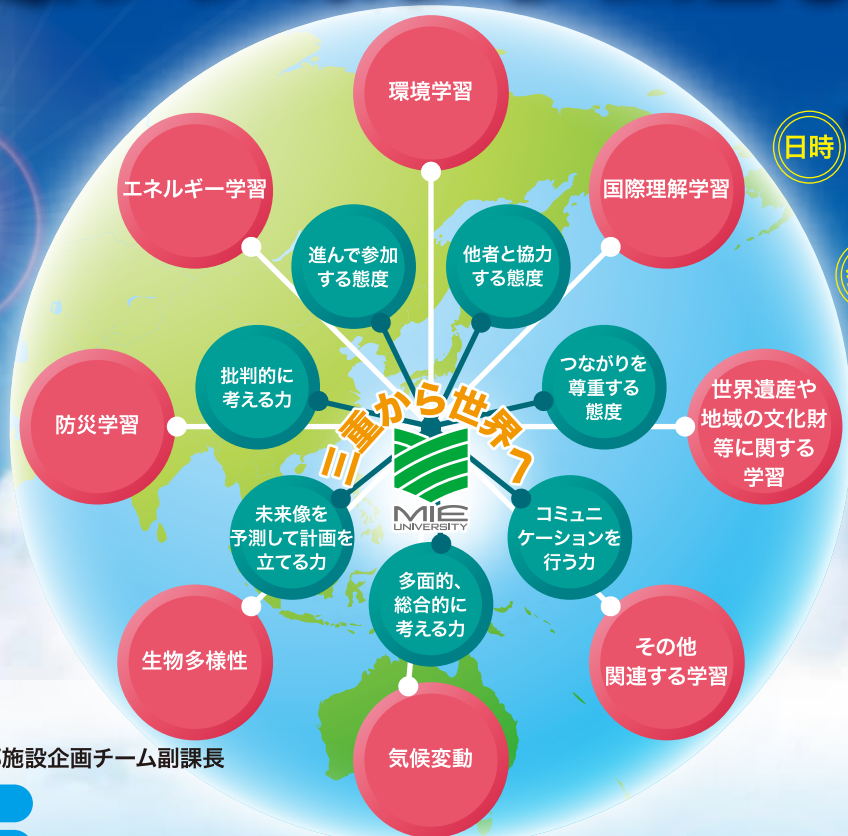 環境学習
日時
エネルギー学習
国際理解学習
進んで参加
する態度
他者と協力
する態度
批判的に
考える力
つながりを
尊重する
態度
防災学習
世界遺産や
地域の文化財
等に関する
学習
三重から世界へ
MIE
UNIVERSITY
未来像を
予測して計画を
立てる力
コミュニ
ケーションを
行う力
多面的、
総合的に
考える力
生物多様性
その他
関連する学習
施設企画チーム副課長
気候変動